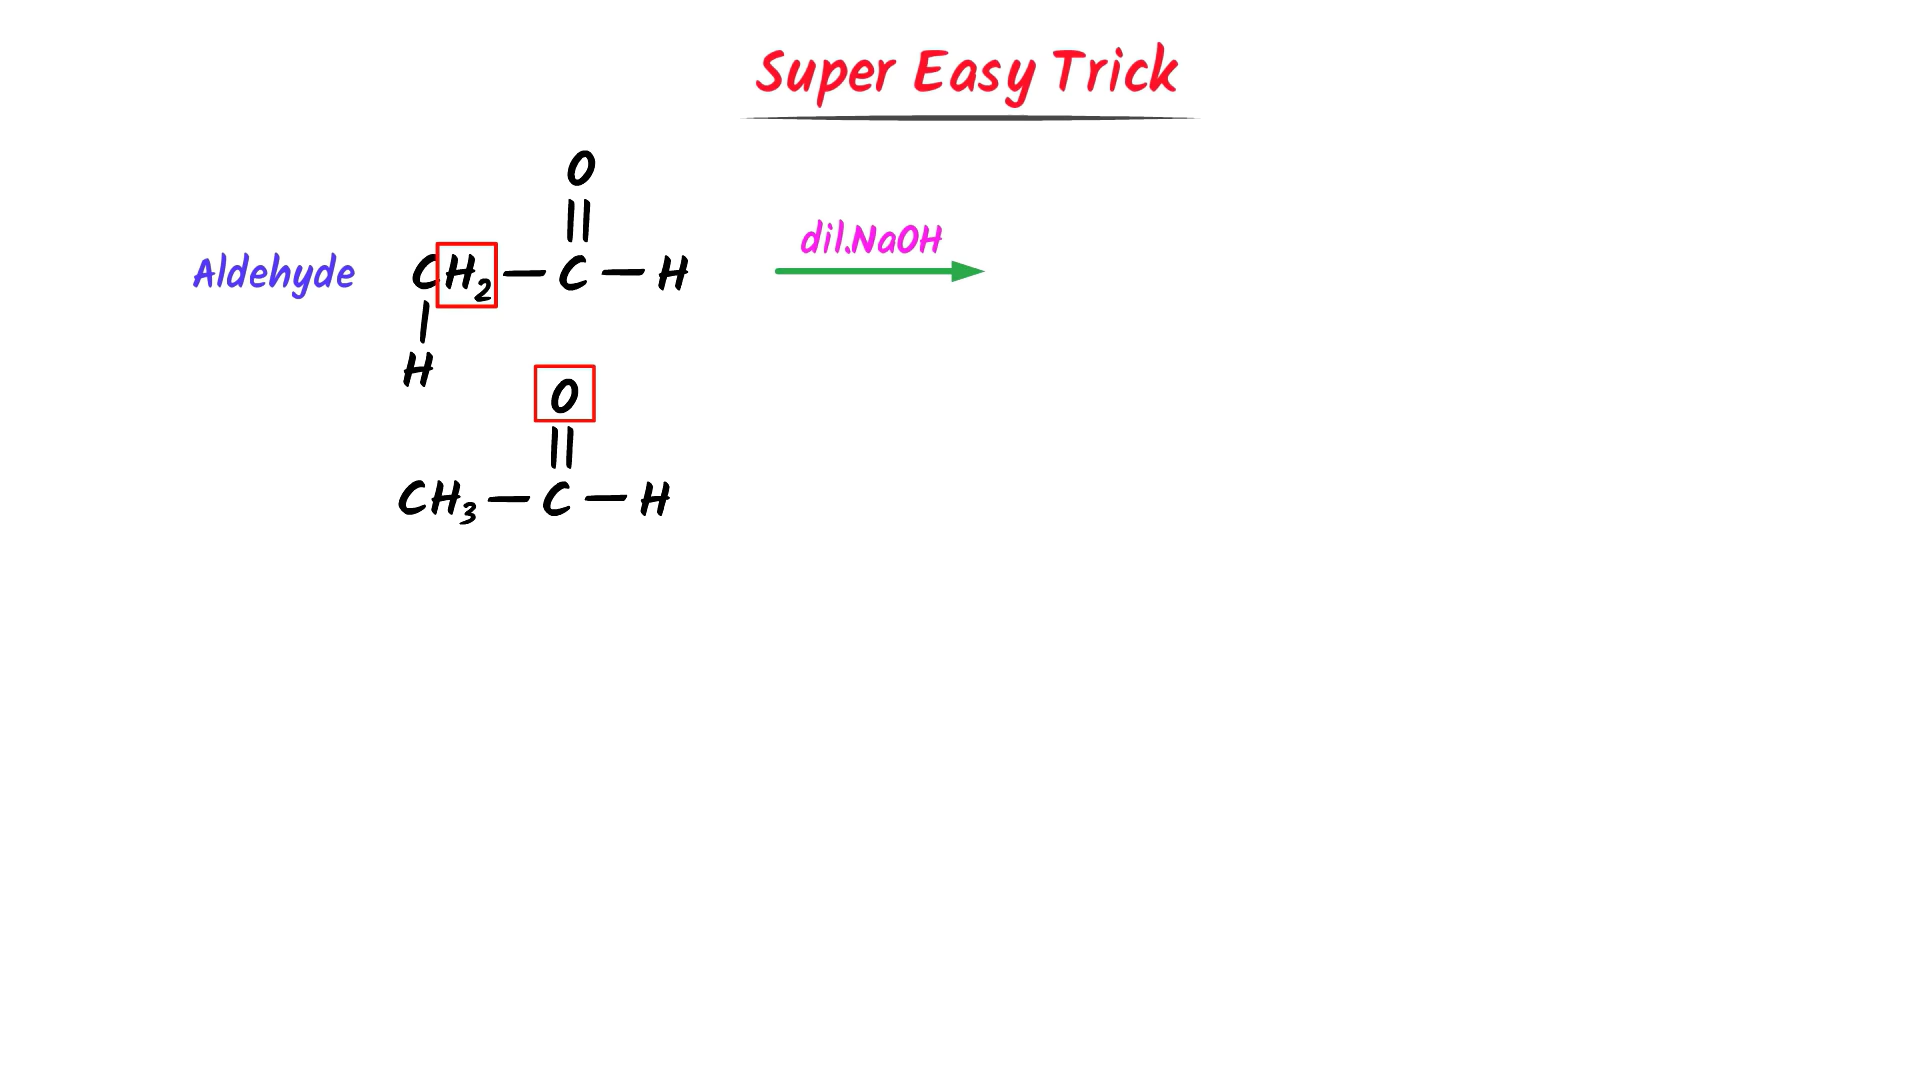 Super Easy Trick
O
||
dil.NaOH
Aldehyde CH₂—C—H
|
H
O
||
CH₃—C—H